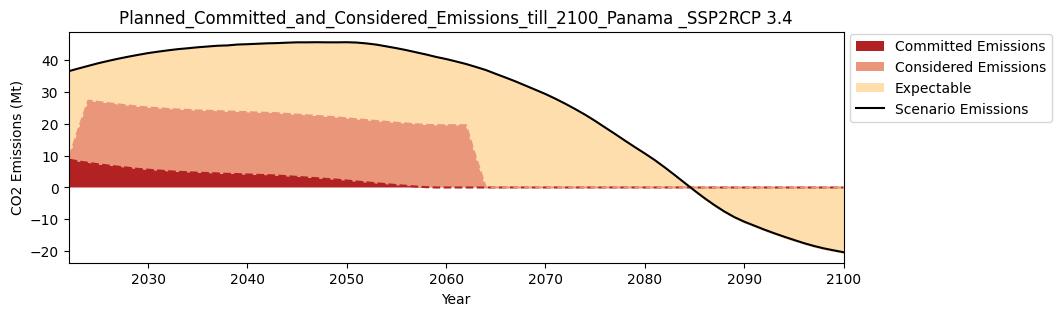 Planned_Committed_and_Considered_Emissions_till_2100_Panama _SSP2RCP 3.4
CO2 Emissions (Mt)
40
30
20
10
0
−10
−20
2030
2040
2050
2060
2070
2080
2090
2100
Year
Committed Emissions
Considered Emissions
Expectable
Scenario Emissions